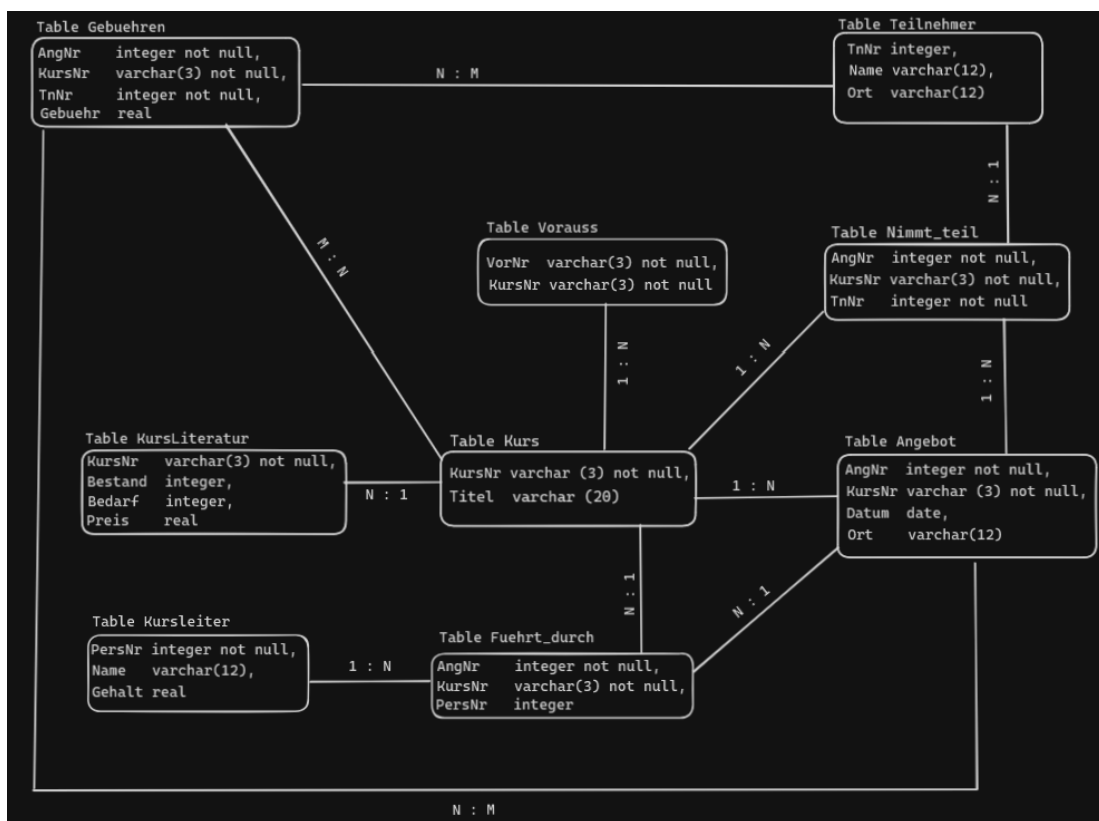 Table Gebuehren
AngNr integer not null,
KursNr varchar(3) not null,
TnNr integer not null,
Gebuehr real
N : M
Table Teilnehmer
TnNr integer,
Name varchar(12),
Ort varchar(12)
N : 1
M : N
Table Vorauss
VorNr varchar(3) not null,
KursNr varchar(3) not null
Table Nimmt_teil
AngNr integer not null,
KursNr varchar(3) not null,
TnNr integer not null
1 : N
1 : N
1 : N
Table KursLiteratur
KursNr varchar(3) not null,
Bestand integer,
Bedarf integer,
Preis real
N : 1
Table Kurs
KursNr varchar (3) not null,
Titel varchar (20)
1 : N
Table Angebot
AngNr integer not null,
KursNr varchar (3) not null,
Datum date,
Ort varchar(12)
N : 1
N : 1
Table Kursleiter
PersNr integer not null,
Name varchar(12),
Gehalt real
1 : N
Table Fuehrt_durch
AngNr integer not null,
KursNr varchar(3) not null,
PersNr integer
N : M